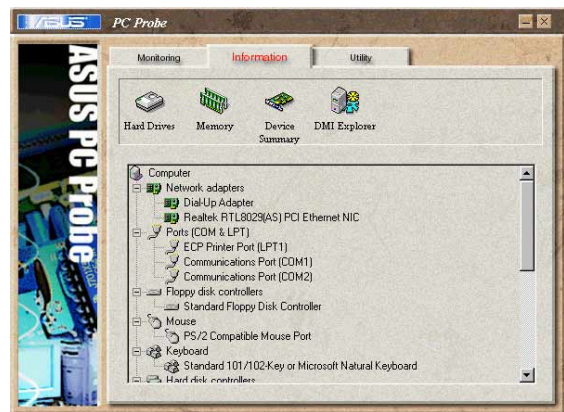 /SUS
PC Probe
ASUS PC Probe
Monitoring
Information
Utility
Hard Drives
Memory
Device
Summary
DMI Explorer
Computer
Network adapters
Dial-Up Adapter
Realtek RTL8029(AS) PCI Ethernet NIC
Ports (COM & LPT)
ECP Printer Port (LPT1)
Communications Port (COM1)
Communications Port (COM2)
Floppy disk controllers
Standard Floppy Disk Controller
Mouse
PS/2 Compatible Mouse Port
Keyboard
Standard 101/102-Key or Microsoft Natural Keyboard
Hard disk controllers